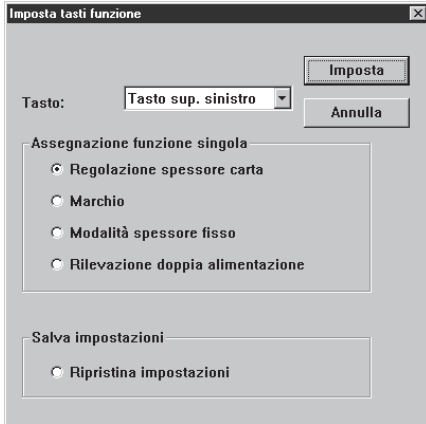 Imposta tasti funzione
Imposta
Tasto: Tasto sup. sinistro
Annulla
Assegnazione funzione singola
Regolazione spessore carta
Marchio
Modalità spessore fisso
Rilevazione doppia alimentazione
Salva impostazioni
Ripristina impostazioni